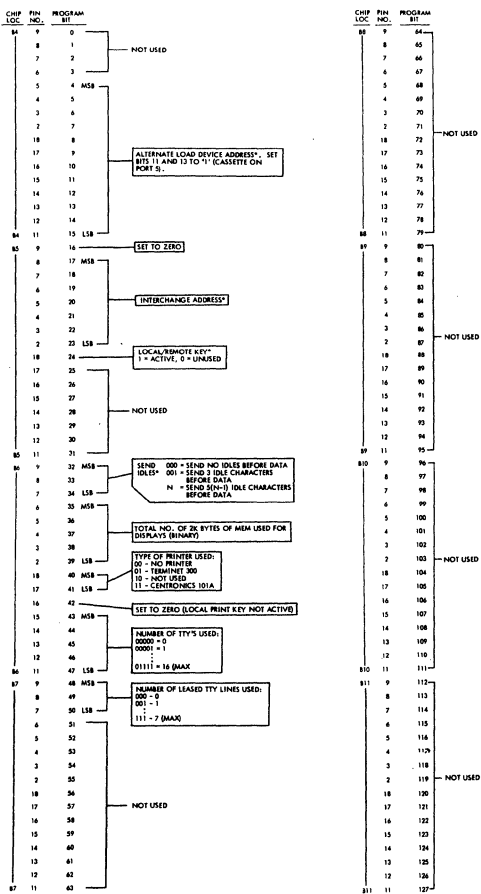 CHIP LOC PIN NO. PROGRAM BIT
B4 9 0
8 1
NOT USED
7 2
6 3
5 4 MSB
4 5
3 6
2 7
18 8
17 9
ALTERNATE LOAD DEVICE ADDRESS*. SET
BITS 11 AND 13 TO '1' (CASSETTE ON
PORT 5).
16 10
15 11
14 12
13 13
12 14
B4 11 15 LSB
B5 9 16
SET TO ZERO
8 17 MSB
7 18
6 19
5 20
INTERCHANGE ADDRESS*
4 21
3 22
2 23 LSB
18 24
LOCAL/REMOTE KEY*
1 = ACTIVE, 0 = UNUSED
17 25
16 26
15 27
14 28
NOT USED
13 29
12 30
B5 11 31
B6 9 32 MSB
8 33
7 34 LSB
SEND IDLES* 000 = SEND NO IDLES BEFORE DATA
001 = SEND 3 IDLE CHARACTERS
BEFORE DATA
N = SEND 5(N-1) IDLE CHARACTERS
BEFORE DATA
6 35 MSB
5 36
4 37
TOTAL NO. OF 2K BYTES OF MEM USED FOR
DISPLAYS (BINARY)
3 38
2 39 LSB
18 40 MSB
17 41 LSB
TYPE OF PRINTER USED:
00 - NO PRINTER
01 - TERMINET 300
10 - NOT USED
11 - CENTRONICS 101A
16 42
SET TO ZERO (LOCAL PRINT KEY NOT ACTIVE)
15 43 MSB
14 44
13 45
12 46
B6 11 47 LSB
NUMBER OF TTY'S USED:
00000 = 0
00001 = 1
⋮
01111 = 16 (MAX
B7 9 48 MSB
8 49
7 50 LSB
NUMBER OF LEASED TTY LINES USED:
000 - 0
001 - 1
⋮
111 - 7 (MAX)
6 51
5 52
4 53
3 54
2 55
18 56
17 57
NOT USED
16 58
15 59
14 60
13 61
12 62
B7 11 63
CHIP LOC PIN NO. PROGRAM BIT
B8 9 64
8 65
7 66
6 67
5 68
4 69
3 70
2 71
NOT USED
18 72
17 73
16 74
15 75
14 76
13 77
12 78
B8 11 79
B9 9 80
8 81
7 82
6 83
5 84
4 85
3 86
2 87
NOT USED
18 88
17 89
16 90
15 91
14 92
13 93
12 94
B9 11 95
B10 9 96
8 97
7 98
6 99
5 100
4 101
3 102
2 103
NOT USED
18 104
17 105
16 106
15 107
14 108
13 109
12 110
B10 11 111
B11 9 112
8 113
7 114
6 115
5 116
4 117
3 118
2 119
NOT USED
18 120
17 121
16 122
15 123
14 124
13 125
12 126
B11 11 127